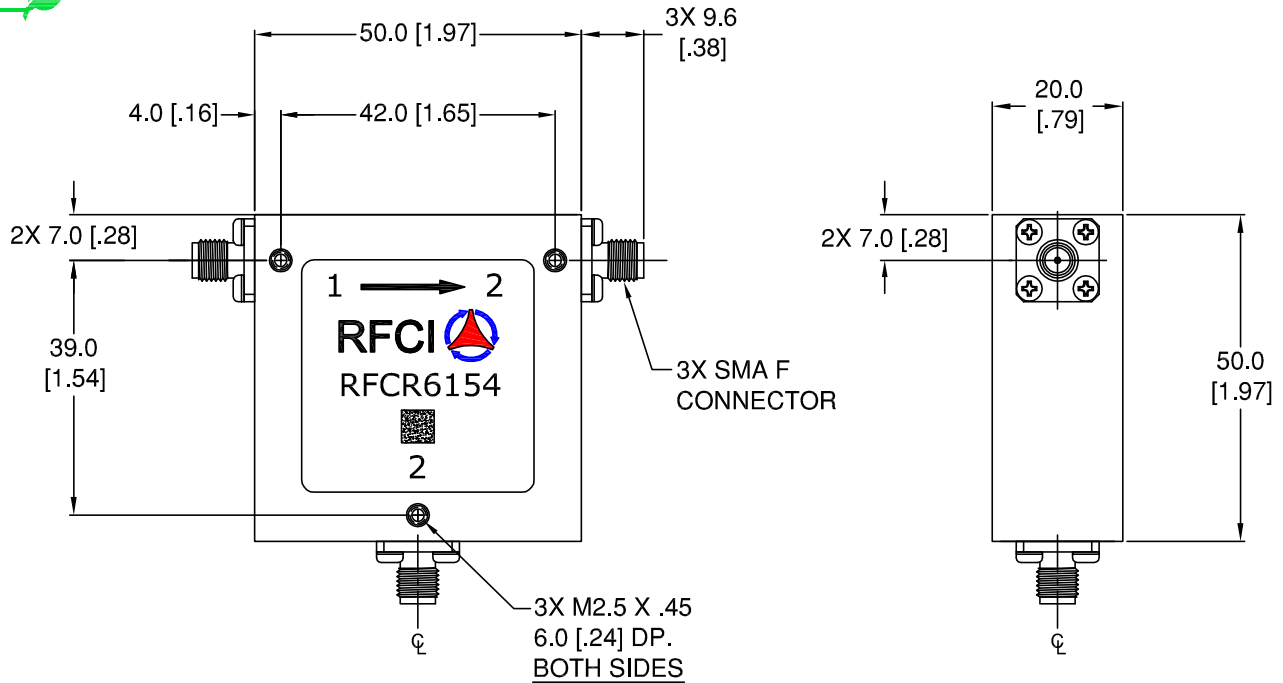 50.0 [1.97]
3X 9.6
[.38]
4.0 [.16]
42.0 [1.65]
20.0
[.79]
2X 7.0 [.28]
2X 7.0 [.28]
1 2
RFCI
RFCR6154
2
39.0
[1.54]
3X SMA F
CONNECTOR
50.0
[1.97]
3X M2.5 X .45
6.0 [.24] DP.
BOTH SIDES
℄
℄